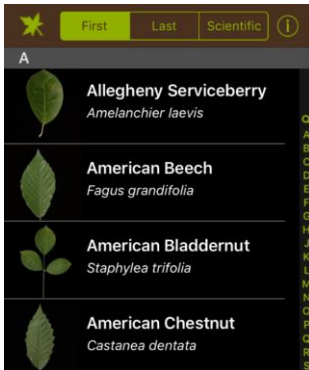 First Last Scientific i
A
Allegheny Serviceberry
Amelanchier laevis
American Beech
Fagus grandifolia
American Bladdernut
Staphylea trifolia
American Chestnut
Castanea dentata
A
B
C
D
E
F
G
H
J
K
L
M
N
O
P
Q
R
S